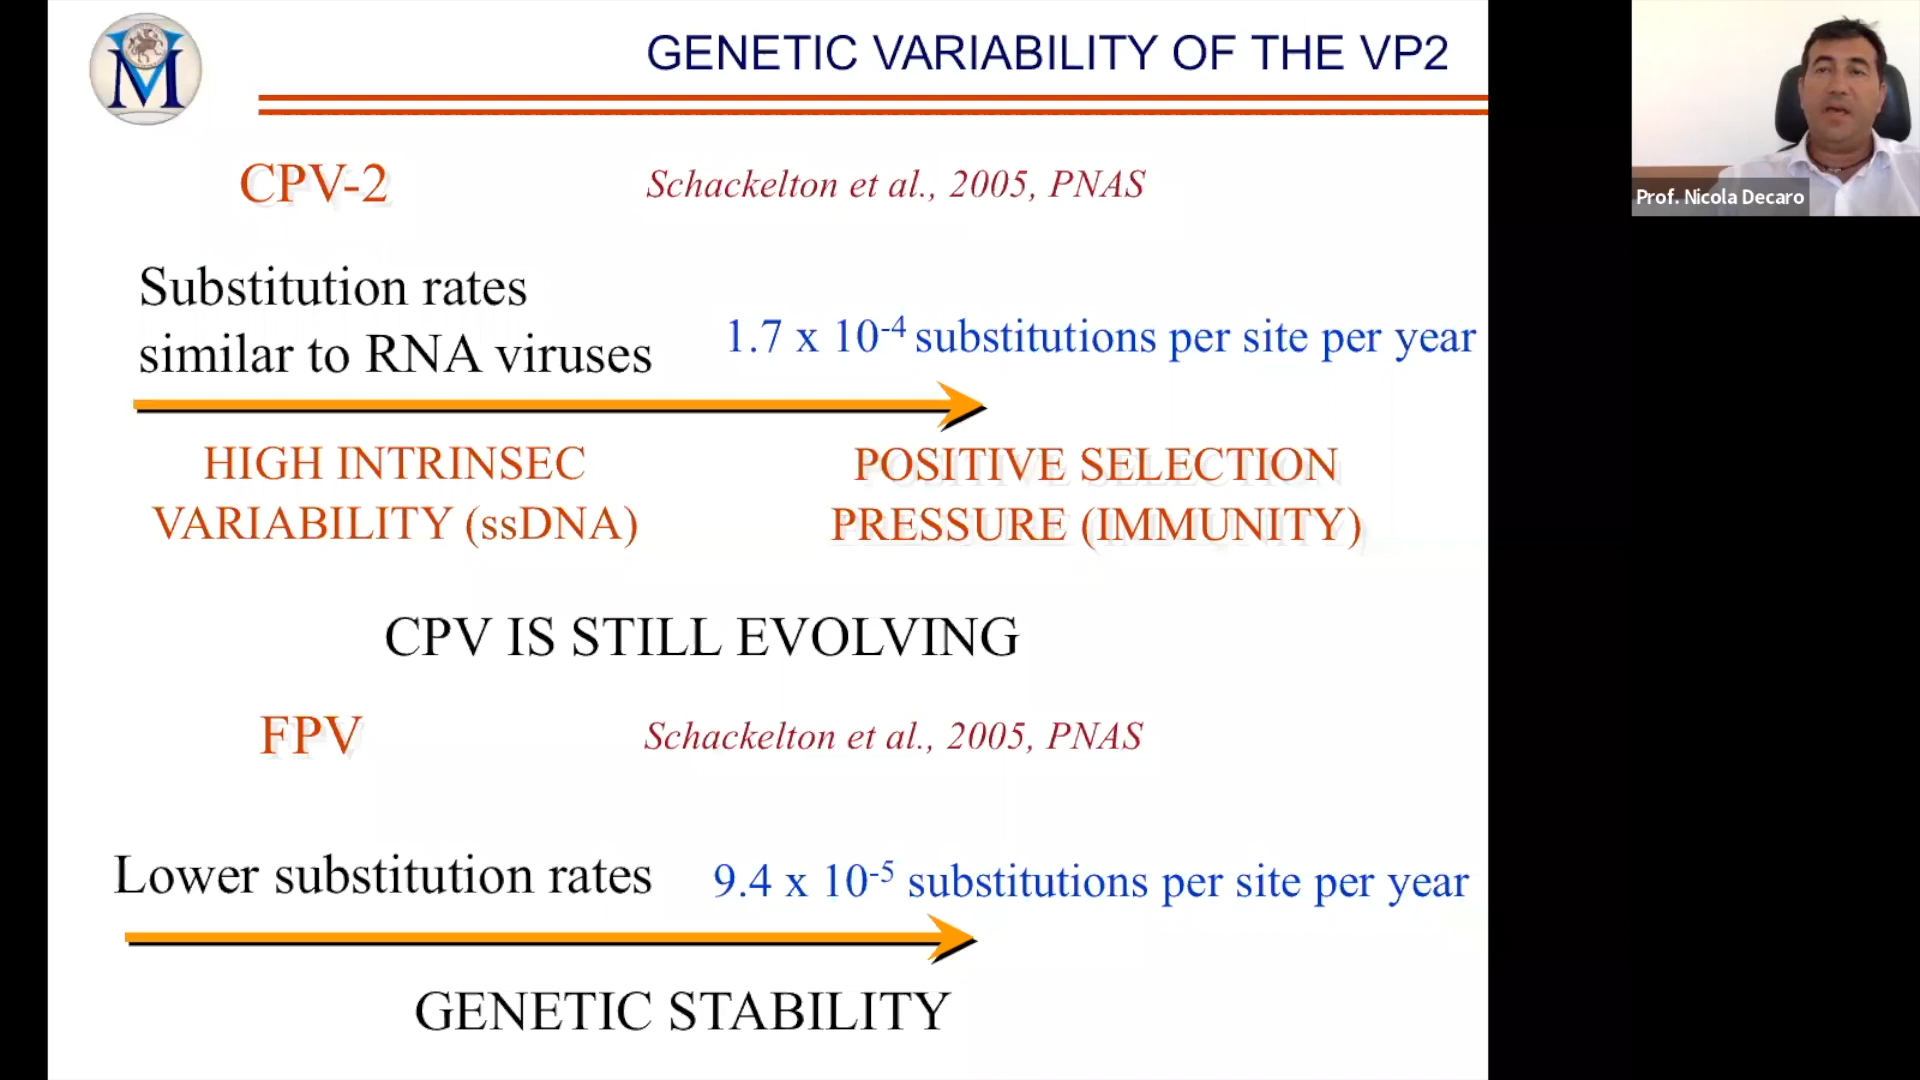 GENETIC VARIABILITY OF THE VP2
CPV-2
Schackelton et al., 2005, PNAS
Substitution rates
similar to RNA viruses
1.7 x 10-4 substitutions per site per year
HIGH INTRINSEC
VARIABILITY (ssDNA)
POSITIVE SELECTION
PRESSURE (IMMUNITY)
CPV IS STILL EVOLVING
FPV
Schackelton et al., 2005, PNAS
Lower substitution rates
9.4 x 10-5 substitutions per site per year
GENETIC STABILITY
Prof. Nicola Decaro